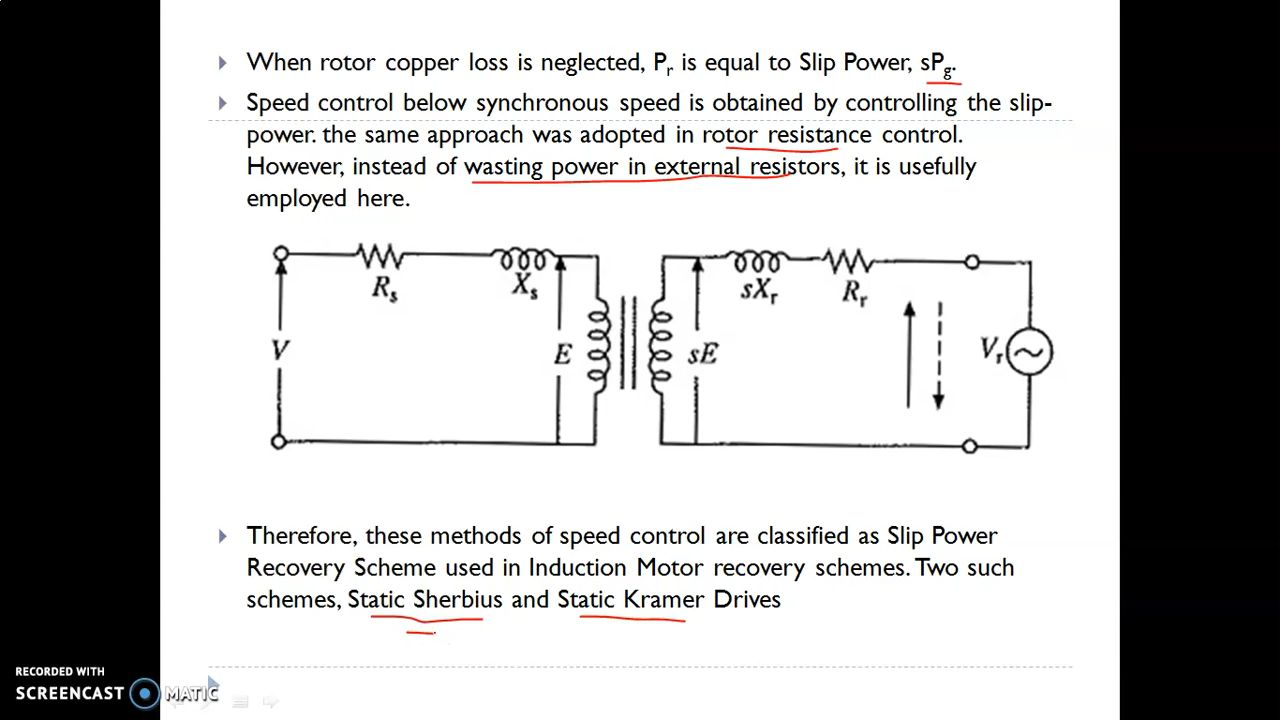 When rotor copper loss is neglected, Pr is equal to Slip Power, sPg.
Speed control below synchronous speed is obtained by controlling the slip-
power. the same approach was adopted in rotor resistance control.
However, instead of wasting power in external resistors, it is usefully
employed here.
Rs
Xs
sXr
Rr
V
E
sE
Vr
Therefore, these methods of speed control are classified as Slip Power
Recovery Scheme used in Induction Motor recovery schemes. Two such
schemes, Static Sherbius and Static Kramer Drives
RECORDED WITH
SCREENCAST MATIC